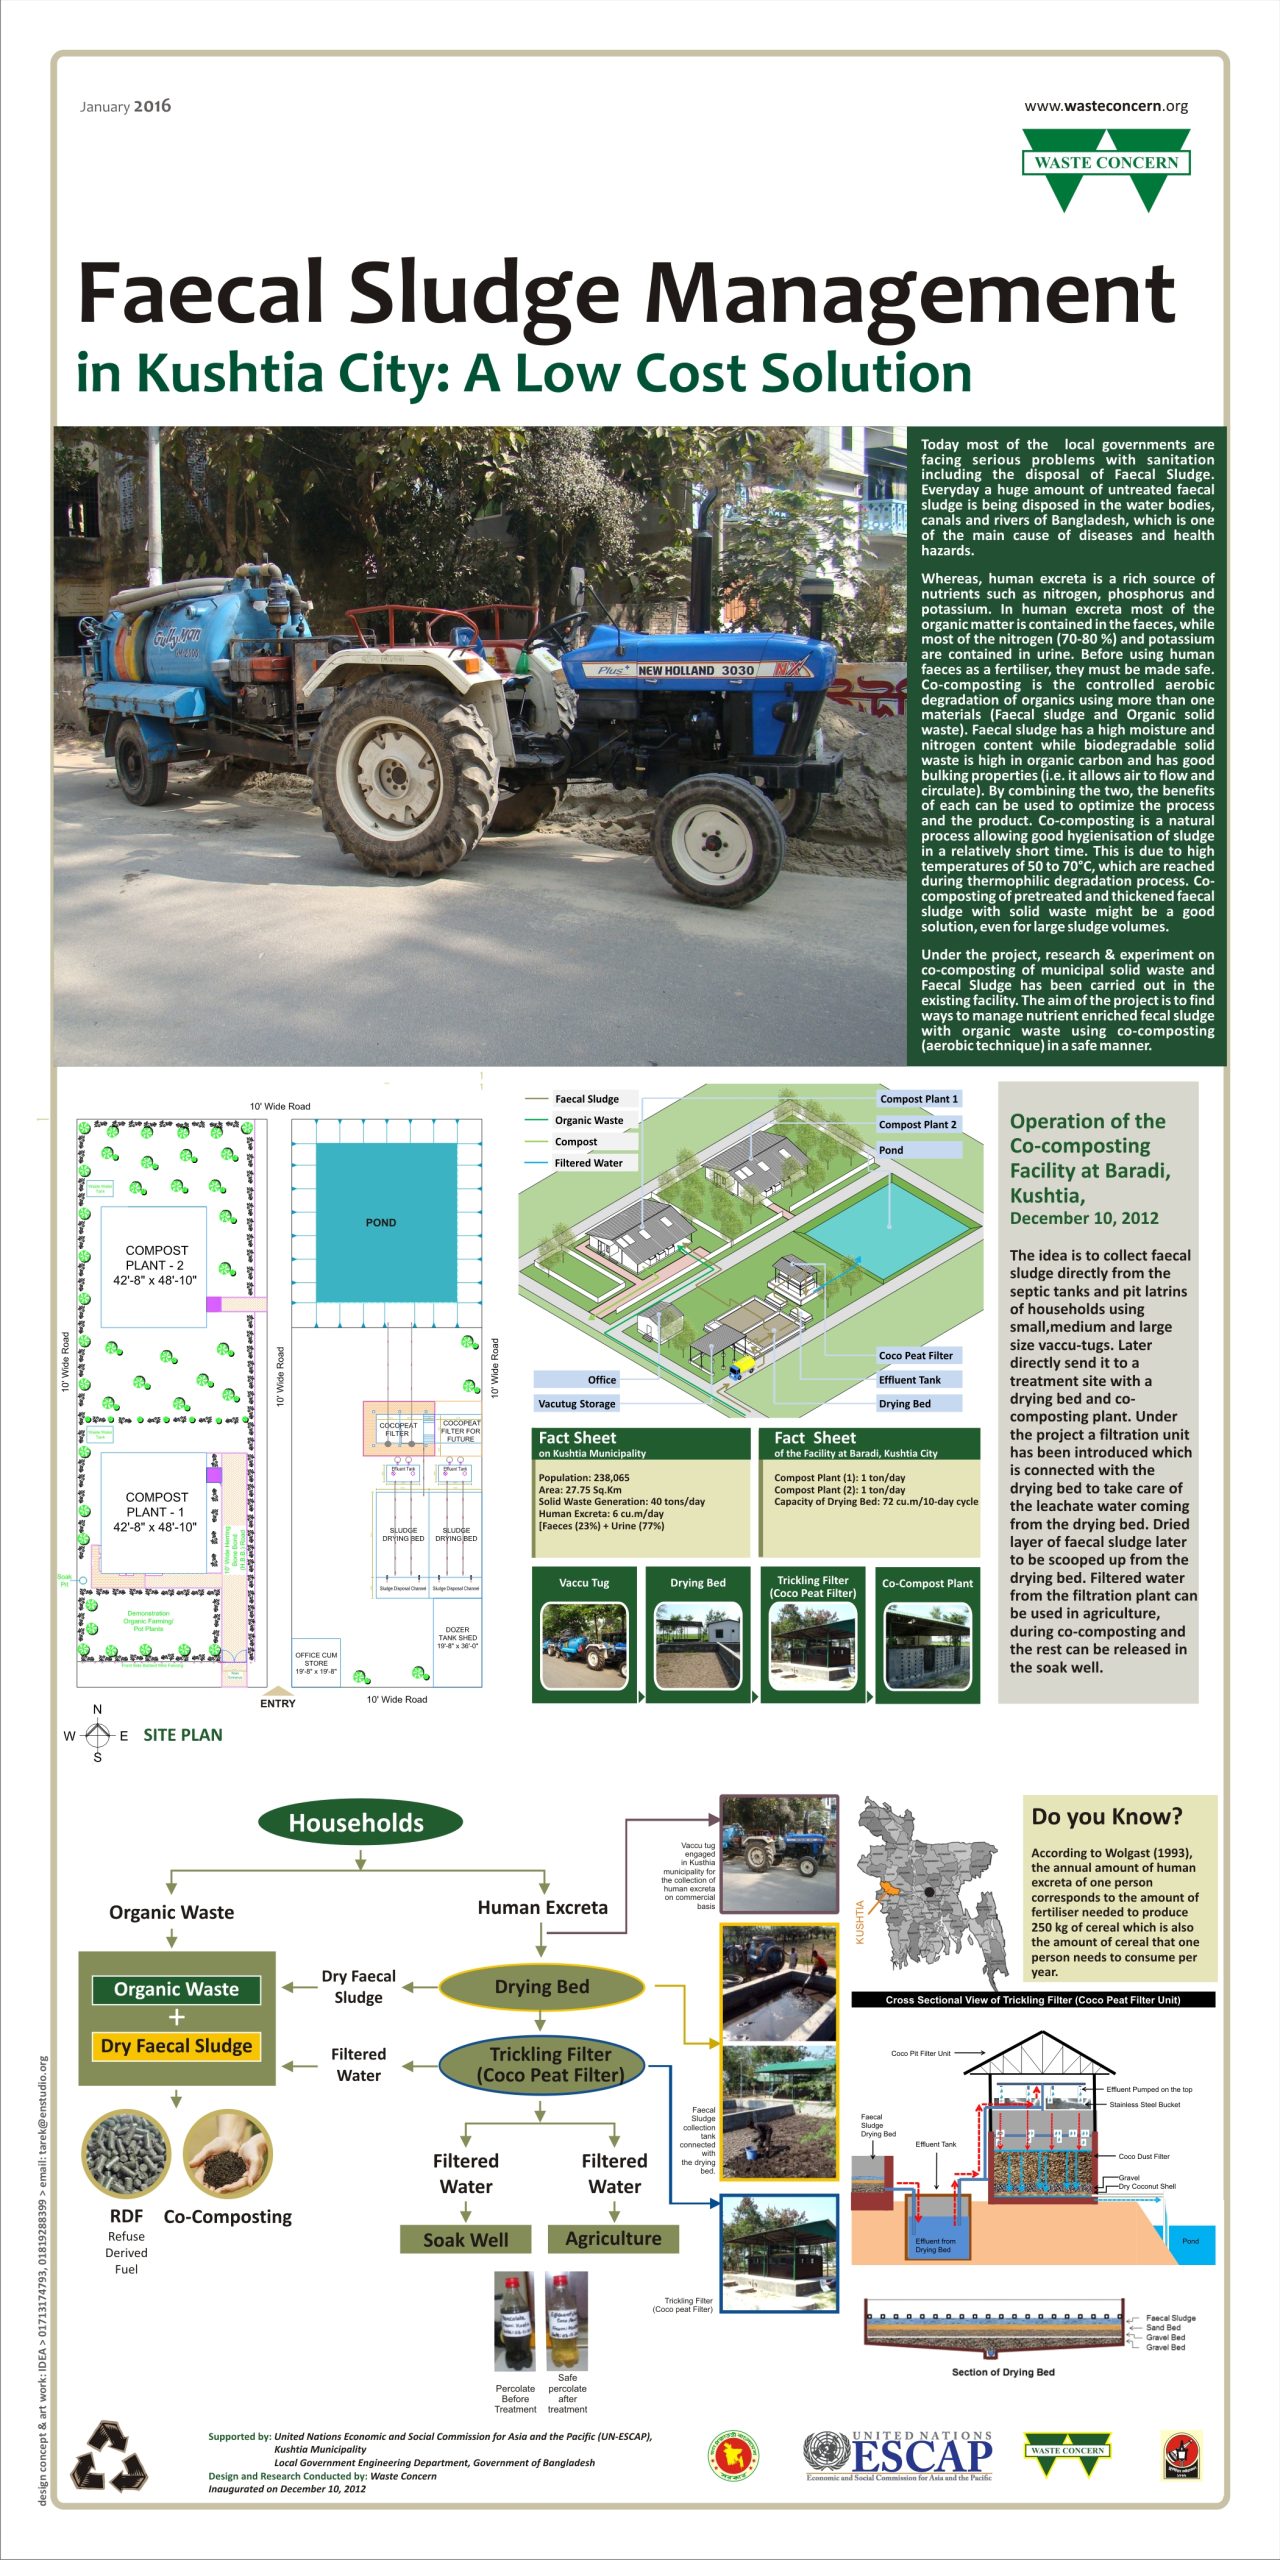 January 2016
www.wasteconcern.org
WASTE CONCERN
Faecal Sludge Management
in Kushtia City: A Low Cost Solution
Plus+ NEW HOLLAND 3030 NX
Today most of the local governments are
facing serious problems with sanitation
including the disposal of Faecal Sludge.
Everyday a huge amount of untreated faecal
sludge is being disposed in the water bodies,
canals and rivers of Bangladesh, which is one
of the main cause of diseases and health
hazards.
Whereas, human excreta is a rich source of
nutrients such as nitrogen, phosphorus and
potassium. In human excreta most of the
organic matter is contained in the faeces, while
most of the nitrogen (70-80 %) and potassium
are contained in urine. Before using human
faeces as a fertiliser, they must be made safe.
Co-composting is the controlled aerobic
degradation of organics using more than one
materials (Faecal sludge and Organic solid
waste). Faecal sludge has a high moisture and
nitrogen content while biodegradable solid
waste is high in organic carbon and has good
bulking properties (i.e. it allows air to flow and
circulate). By combining the two, the benefits
of each can be used to optimize the process
and the product. Co-composting is a natural
process allowing good hygienisation of sludge
in a relatively short time. This is due to high
temperatures of 50 to 70°C, which are reached
during thermophilic degradation process. Co-
composting of pretreated and thickened faecal
sludge with solid waste might be a good
solution, even for large sludge volumes.
Under the project, research & experiment on
co-composting of municipal solid waste and
Faecal Sludge has been carried out in the
existing facility. The aim of the project is to find
ways to manage nutrient enriched fecal sludge
with organic waste using co-composting
(aerobic technique) in a safe manner.
10' Wide Road
POND
COMPOST
PLANT - 2
42'-8" x 48'-10"
10' Wide Road
10' Wide Road
10' Wide Road
COCOPEAT
FILTER
COCOPEAT
FILTER FOR
FUTURE
Effluent Tank
Effluent Tank
COMPOST
PLANT - 1
42'-8" x 48'-10"
SLUDGE
DRYING BED
SLUDGE
DRYING BED
Sludge Disposal Channel
Sludge Disposal Channel
Soak
Pit
Demonstration
Organic Farming/
Pot Plants
DOZER
TANK SHED
19'-8" x 36'-0"
OFFICE CUM
STORE
19'-8" x 19'-8"
ENTRY
10' Wide Road
N
W E
S
SITE PLAN
Faecal Sludge
Organic Waste
Compost
Filtered Water
Compost Plant 1
Compost Plant 2
Pond
Coco Peat Filter
Effluent Tank
Drying Bed
Office
Vacutug Storage
Fact Sheet
on Kushtia Municipality
Population: 238,065
Area: 27.75 Sq.Km
Solid Waste Generation: 40 tons/day
Human Excreta: 6 cu.m/day
[Faeces (23%) + Urine (77%)
Fact Sheet
of the Facility at Baradi, Kushtia City
Compost Plant (1): 1 ton/day
Compost Plant (2): 1 ton/day
Capacity of Drying Bed: 72 cu.m/10-day cycle
Vaccu Tug
Drying Bed
Trickling Filter
(Coco Peat Filter)
Co-Compost Plant
Operation of the
Co-composting
Facility at Baradi,
Kushtia,
December 10, 2012
The idea is to collect faecal
sludge directly from the
septic tanks and pit latrins
of households using
small,medium and large
size vaccu-tugs. Later
directly send it to a
treatment site with a
drying bed and co-
composting plant. Under
the project a filtration unit
has been introduced which
is connected with the
drying bed to take care of
the leachate water coming
from the drying bed. Dried
layer of faecal sludge later
to be scooped up from the
drying bed. Filtered water
from the filtration plant can
be used in agriculture,
during co-composting and
the rest can be released in
the soak well.
Households
Organic Waste
Human Excreta
Organic Waste
+
Dry Faecal Sludge
Dry Faecal
Sludge
Drying Bed
Filtered
Water
Trickling Filter
(Coco Peat Filter)
RDF
Refuse
Derived
Fuel
Co-Composting
Filtered
Water
Filtered
Water
Soak Well
Agriculture
Percolate
Before
Treatment
Safe
percolate
after
treatment
Vaccu tug
engaged
in Kusthia
municipality for
the collection of
human excreta
on commercial
basis
Faecal
Sludge
collection
tank
connected
with
the drying
bed.
Trickling Filter
(Coco peat Filter)
KUSHTIA
Do you Know?
According to Wolgast (1993),
the annual amount of human
excreta of one person
corresponds to the amount of
fertiliser needed to produce
250 kg of cereal which is also
the amount of cereal that one
person needs to consume per
year.
Cross Sectional View of Trickling Filter (Coco Peat Filter Unit)
Coco Pit Filter Unit
Effluent Pumped on the top
Stainless Steel Bucket
Faecal
Sludge
Drying Bed
Effluent Tank
Coco Dust Filter
Gravel
Dry Coconut Shell
Effluent from
Drying Bed
Pond
Faecal Sludge
Sand Bed
Gravel Bed
Gravel Bed
Section of Drying Bed
design concept & art work: IDEA > 01713174793, 01819288399 > email: tarek@enstudio.org
Supported by: United Nations Economic and Social Commission for Asia and the Pacific (UN-ESCAP),
Kushtia Municipality
Local Government Engineering Department, Government of Bangladesh
Design and Research Conducted by: Waste Concern
Inaugurated on December 10, 2012
UNITED NATIONS
ESCAP
Economic and Social Commission for Asia and the Pacific
WASTE CONCERN